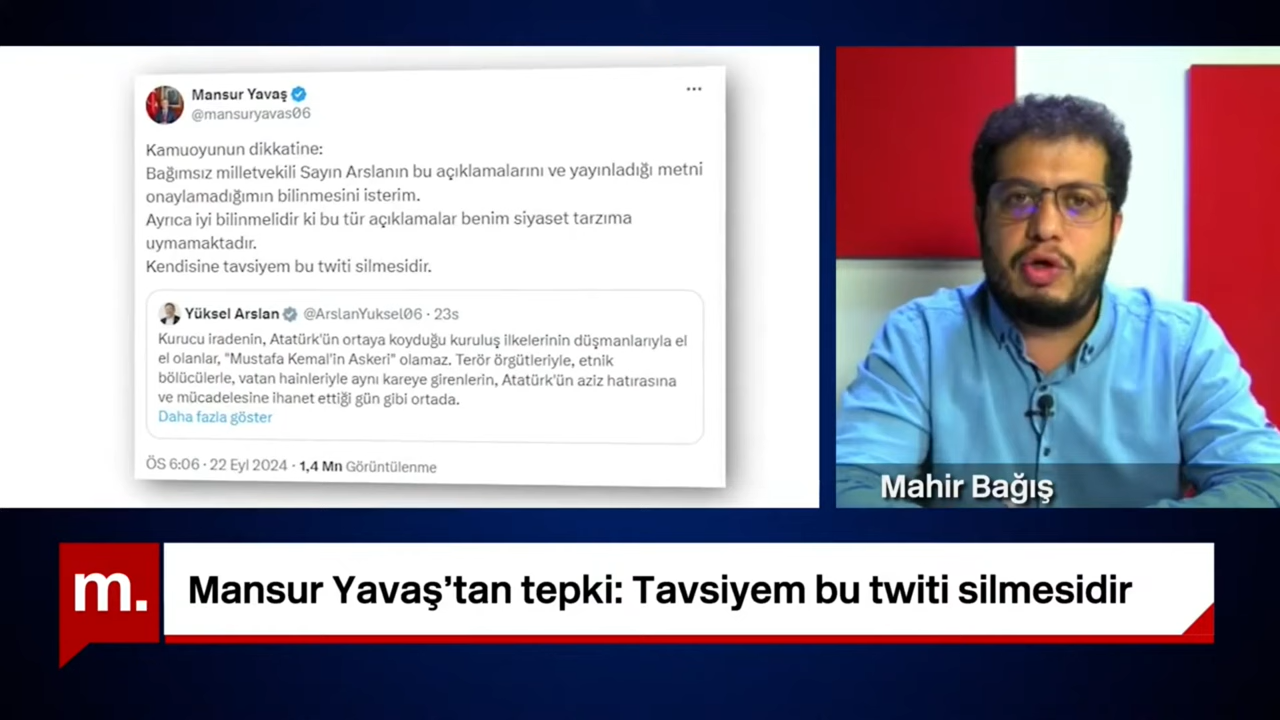 Mansur Yavaş
@mansuryavas06
Kamuoyunun dikkatine:
Bağımsız milletvekili Sayın Arslanın bu açıklamalarını ve yayınladığı metni
onaylamadığımın bilinmesini isterim.
Ayrıca iyi bilinmelidir ki bu tür açıklamalar benim siyaset tarzıma
uymamaktadır.
Kendisine tavsiyem bu twiti silmesidir.
Yüksel Arslan @ArslanYuksel06 · 23s
Kurucu iradenin, Atatürk'ün ortaya koyduğu kuruluş ilkelerinin düşmanlarıyla el
el olanlar, "Mustafa Kemal'in Askeri" olamaz. Terör örgütleriyle, etnik
bölücülerle, vatan hainleriyle aynı kareye girenlerin, Atatürk'ün aziz hatırasına
ve mücadelesine ihanet ettiği gün gibi ortada.
Daha fazla göster
ÖS 6:06 · 22 Eyl 2024 · 1,4 Mn Görüntülenme
Mahir Bağış
m.
Mansur Yavaş’tan tepki: Tavsiyem bu twiti silmesidir